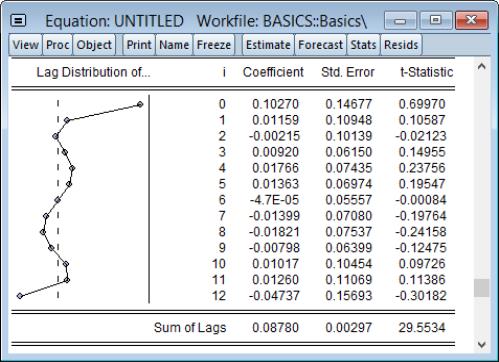 Equation: UNTITLED Workfile: BASICS::Basics\
View Proc Object Print Name Freeze Estimate Forecast Stats Resids
Lag Distribution of... i Coefficient Std. Error t-Statistic
0 0.10270 0.14677 0.69970
1 0.01159 0.10948 0.10587
2 -0.00215 0.10139 -0.02123
3 0.00920 0.06150 0.14955
4 0.01766 0.07435 0.23756
5 0.01363 0.06974 0.19547
6 -4.7E-05 0.05557 -0.00084
7 -0.01399 0.07080 -0.19764
8 -0.01821 0.07537 -0.24158
9 -0.00798 0.06399 -0.12475
10 0.01017 0.10454 0.09726
11 0.01260 0.11069 0.11386
12 -0.04737 0.15693 -0.30182
Sum of Lags 0.08780 0.00297 29.5534